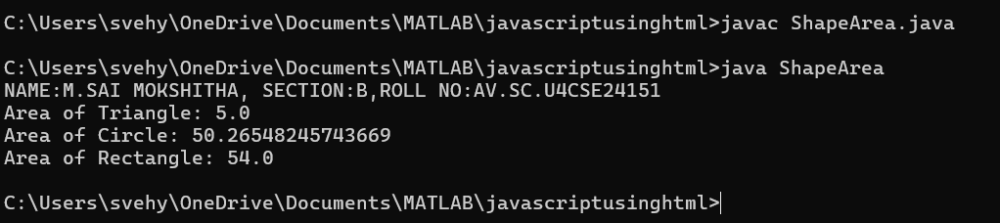 C:\Users\svehy\OneDrive\Documents\MATLAB\javascriptusinghtml>javac ShapeArea.java
C:\Users\svehy\OneDrive\Documents\MATLAB\javascriptusinghtml>java ShapeArea
NAME:M.SAI MOKSHITHA, SECTION:B,ROLL NO:AV.SC.U4CSE24151
Area of Triangle: 5.0
Area of Circle: 50.26548245743669
Area of Rectangle: 54.0
C:\Users\svehy\OneDrive\Documents\MATLAB\javascriptusinghtml>